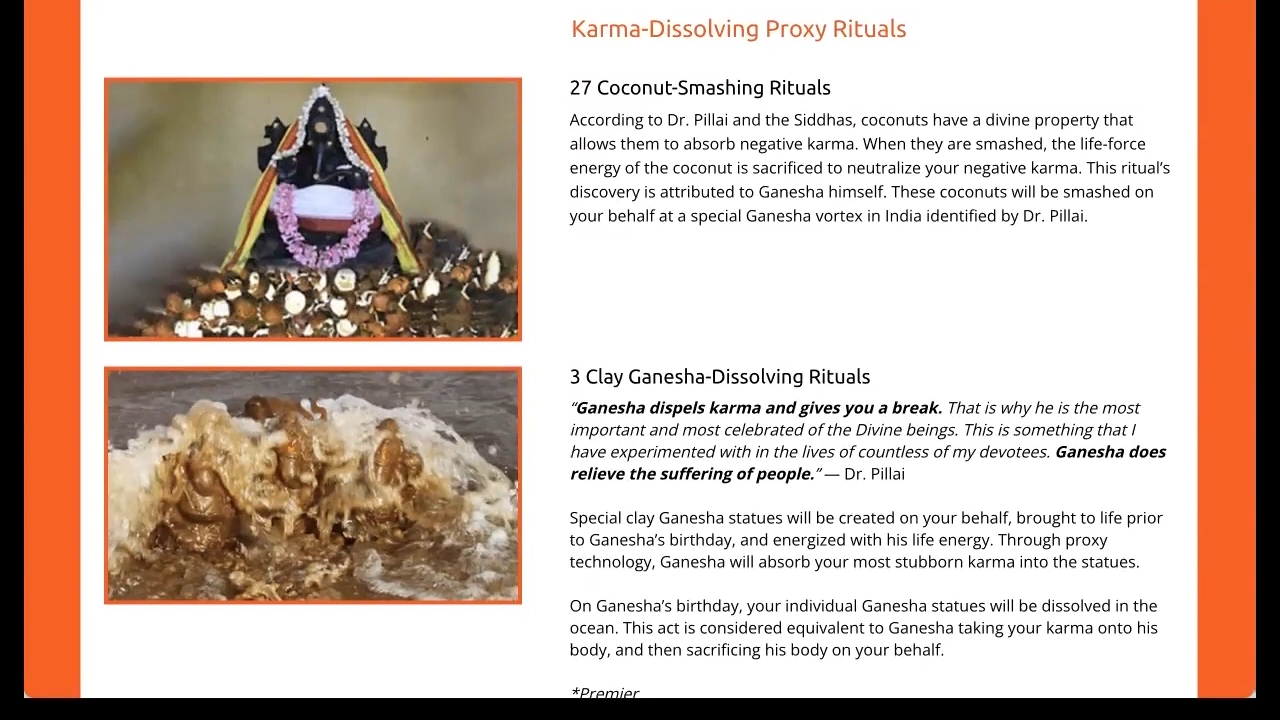 Karma-Dissolving Proxy Rituals
27 Coconut-Smashing Rituals
According to Dr. Pillai and the Siddhas, coconuts have a divine property that
allows them to absorb negative karma. When they are smashed, the life-force
energy of the coconut is sacrificed to neutralize your negative karma. This ritual’s
discovery is attributed to Ganesha himself. These coconuts will be smashed on
your behalf at a special Ganesha vortex in India identified by Dr. Pillai.
3 Clay Ganesha-Dissolving Rituals
“Ganesha dispels karma and gives you a break. That is why he is the most
important and most celebrated of the Divine beings. This is something that I
have experimented with in the lives of countless of my devotees. Ganesha does
relieve the suffering of people.” — Dr. Pillai
Special clay Ganesha statues will be created on your behalf, brought to life prior
to Ganesha’s birthday, and energized with his life energy. Through proxy
technology, Ganesha will absorb your most stubborn karma into the statues.
On Ganesha’s birthday, your individual Ganesha statues will be dissolved in the
ocean. This act is considered equivalent to Ganesha taking your karma onto his
body, and then sacrificing his body on your behalf.
*Premier